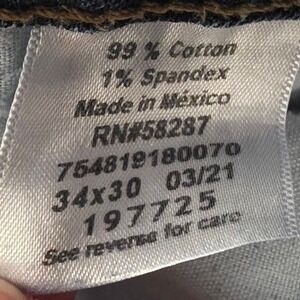 99 % Cotton
1% Spandex
Made in México
RN#58287
754819180070
34x30 03/21
197725
See reverse for care